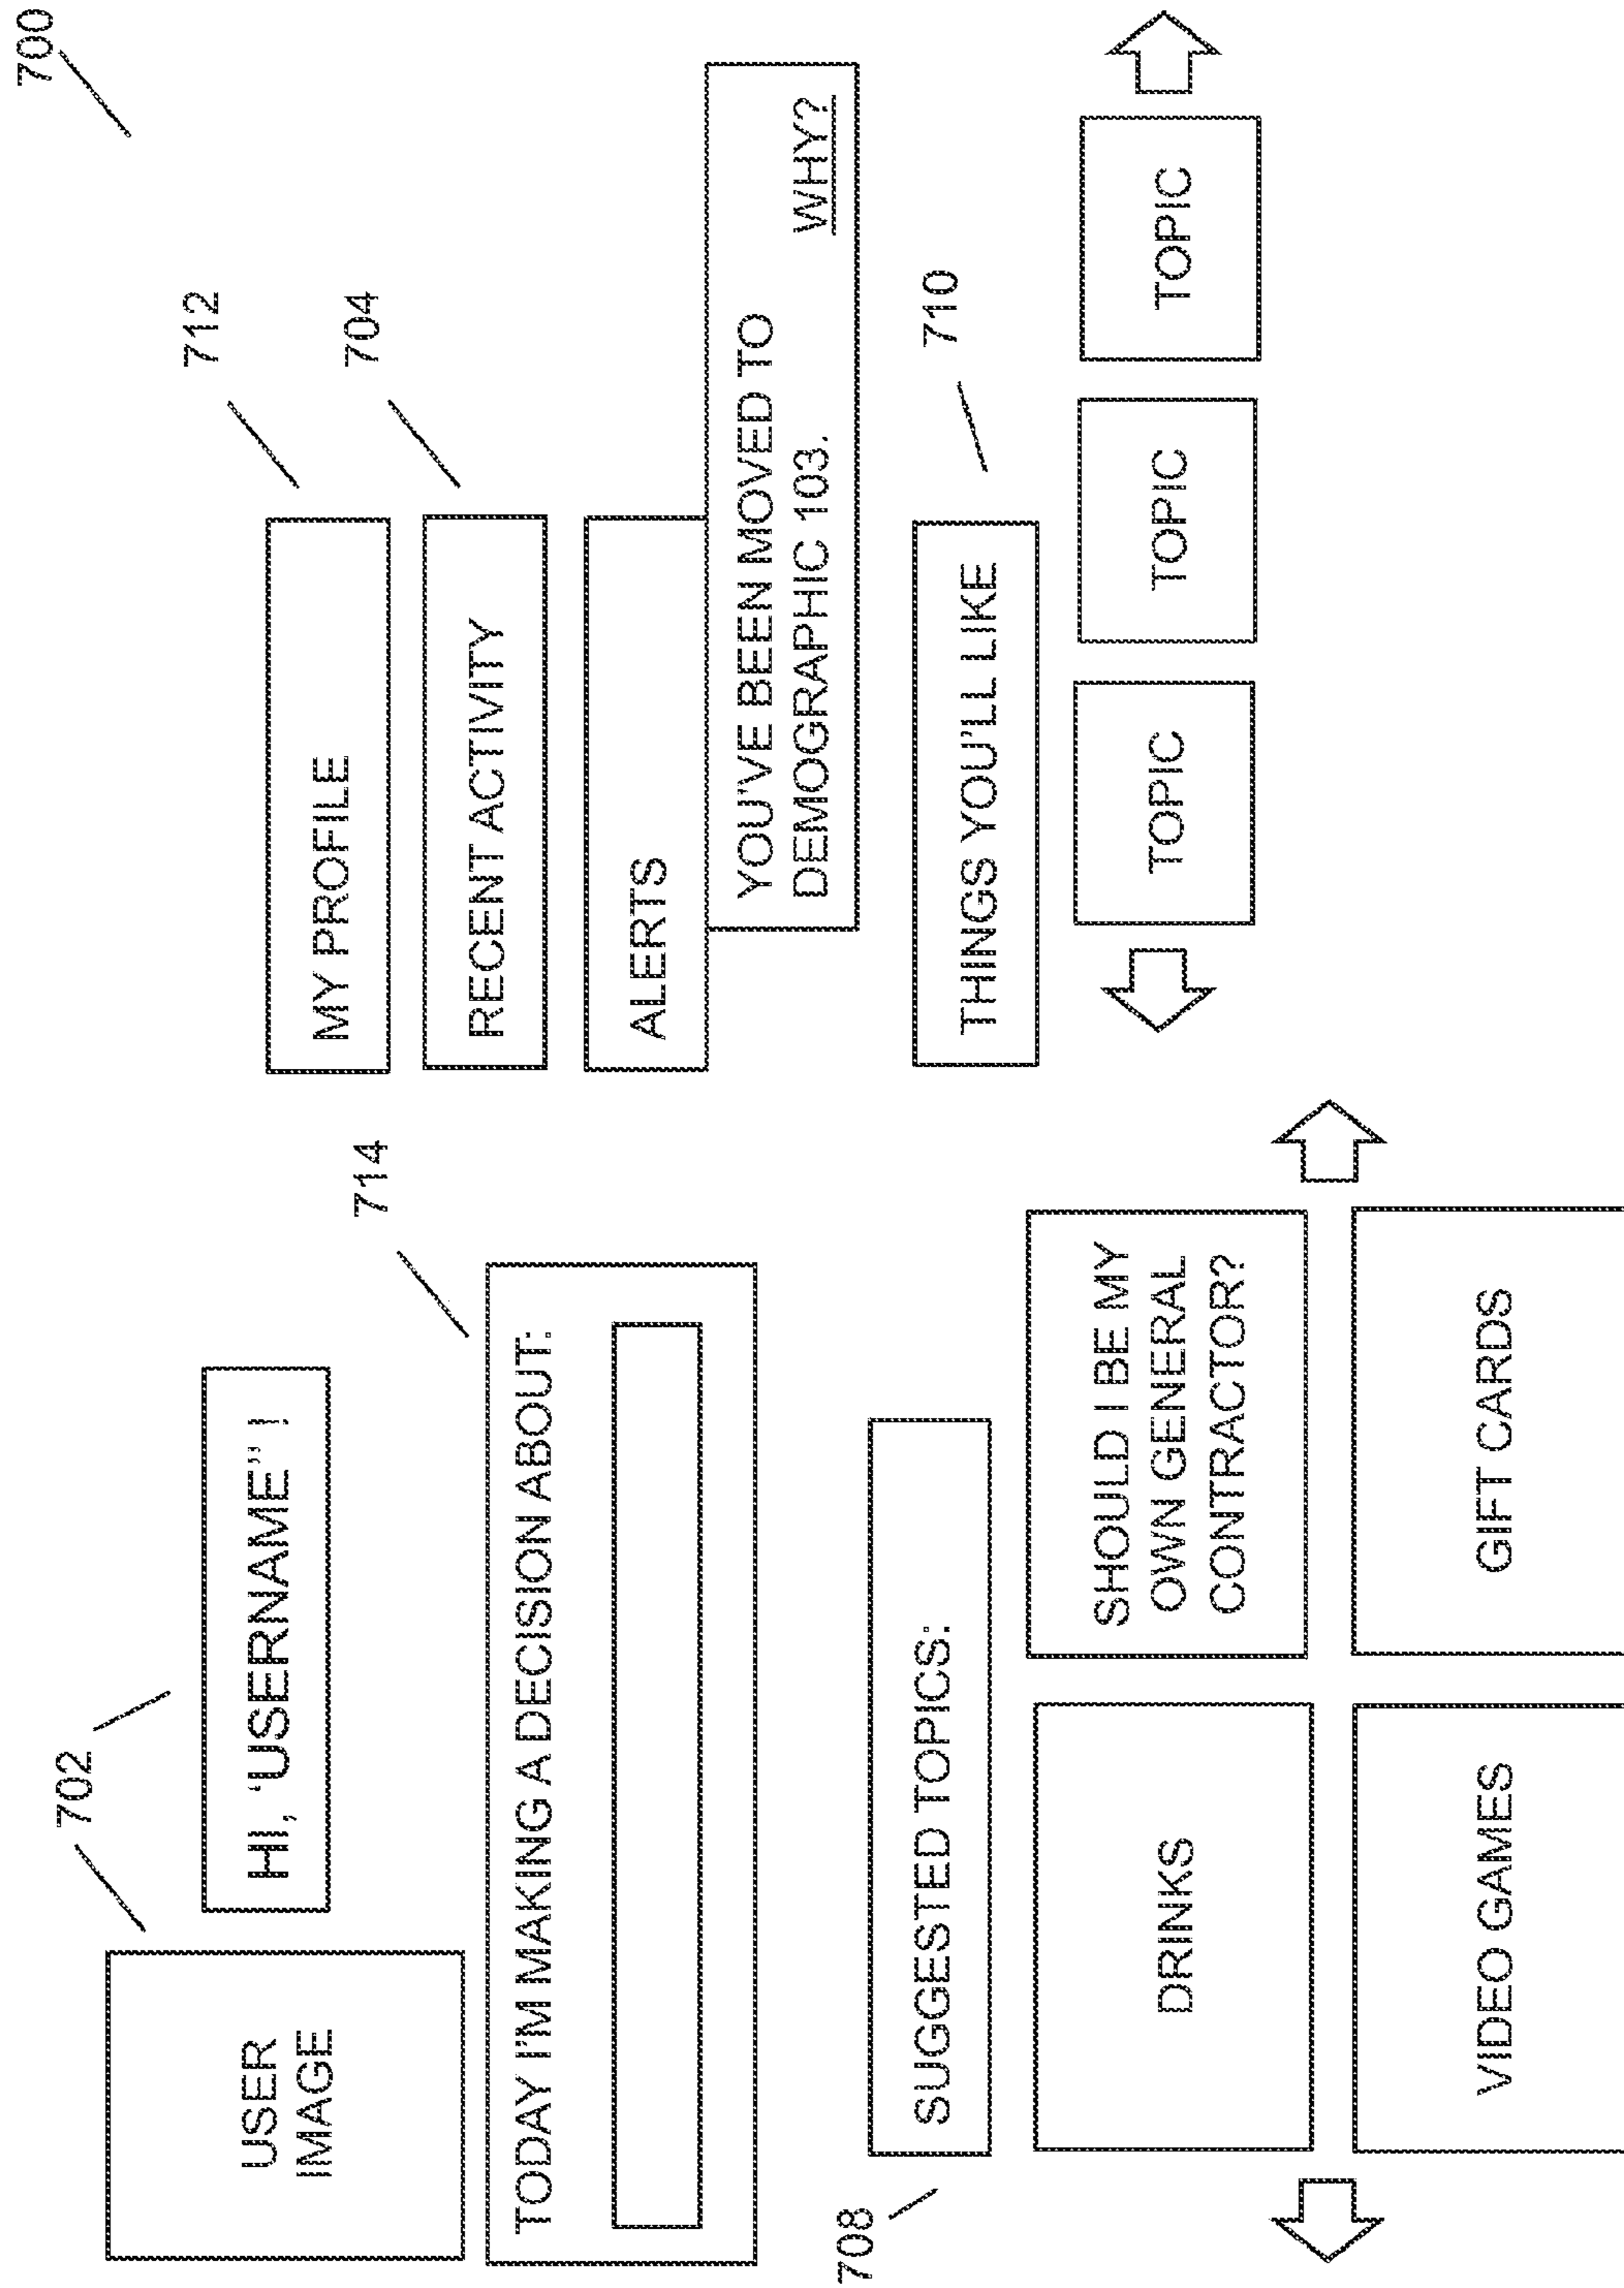 700
702
USER
IMAGE
HI, ‘USERNAME” !
714
TODAY I'M MAKING A DECISION ABOUT:
708
SUGGESTED TOPICS:
DRINKS
SHOULD I BE MY
OWN GENERAL
CONTRACTOR?
VIDEO GAMES
GIFT CARDS
712
MY PROFILE
704
RECENT ACTIVITY
ALERTS
YOU'VE BEEN MOVED TO
DEMOGRAPHIC 103.
WHY?
710
THINGS YOU'LL LIKE
TOPIC
TOPIC
TOPIC